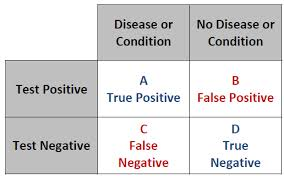 Disease or
Condition
No Disease or
Condition
Test Positive
A
True Positive
B
False Positive
Test Negative
C
False
Negative
D
True
Negative